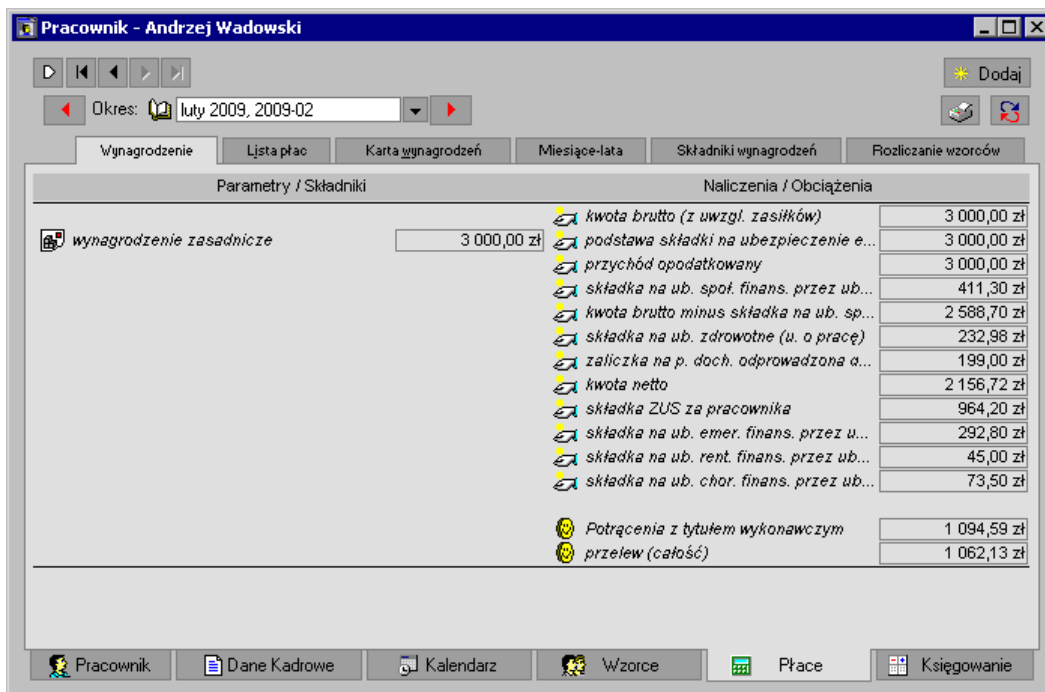 Pracownik - Andrzej Wadowski
Dodaj
Okres: luty 2009, 2009-02
Wynagrodzenie Lista płac Karta wynagrodzeń Miesiące-lata Składniki wynagrodzeń Rozliczanie wzorców
Parametry / Składniki Naliczenia / Obciążenia
kwota brutto (z uwzgl. zasiłków) 3 000,00 zł
wynagrodzenie zasadnicze 3 000,00 zł podstawa składki na ubezpieczenie e... 3 000,00 zł
przychód opodatkowany 3 000,00 zł
składka na ub. społ. finans. przez ub... 411,30 zł
kwota brutto minus składka na ub. sp... 2 588,70 zł
składka na ub. zdrowotne (u. o pracę) 232,98 zł
zaliczka na p. doch. odprowadzona a... 199,00 zł
kwota netto 2 156,72 zł
składka ZUS za pracownika 964,20 zł
składka na ub. emer. finans. przez u... 292,80 zł
składka na ub. rent. finans. przez ub... 45,00 zł
składka na ub. chor. finans. przez ub... 73,50 zł
Potrącenia z tytułem wykonawczym 1 094,59 zł
przelew (całość) 1 062,13 zł
Pracownik Dane Kadrowe Kalendarz Wzorce Płace Księgowanie